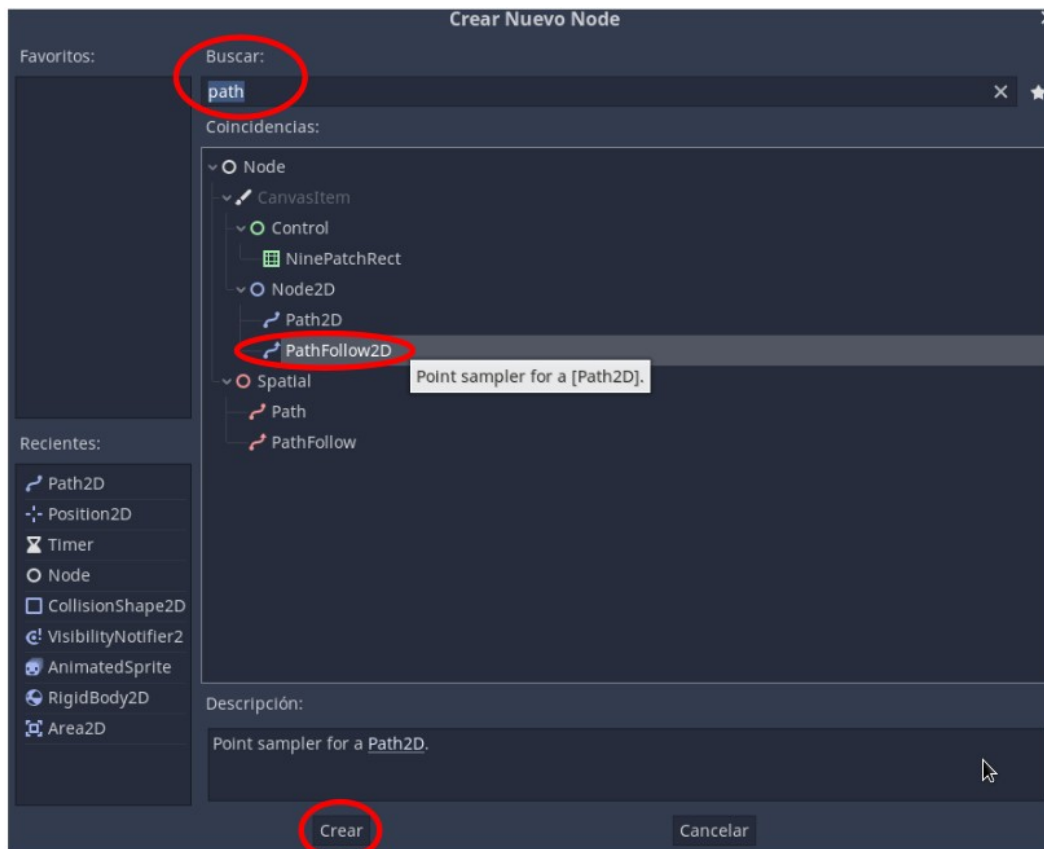 Crear Nuevo Node
Favoritos:
Buscar:
path
Coincidencias:
Node
CanvasItem
Control
NinePatchRect
Node2D
Path2D
PathFollow2D
Point sampler for a [Path2D].
Spatial
Path
PathFollow
Recientes:
Path2D
Position2D
Timer
Node
CollisionShape2D
VisibilityNotifier2
AnimatedSprite
RigidBody2D
Area2D
Descripción:
Point sampler for a Path2D.
Crear
Cancelar